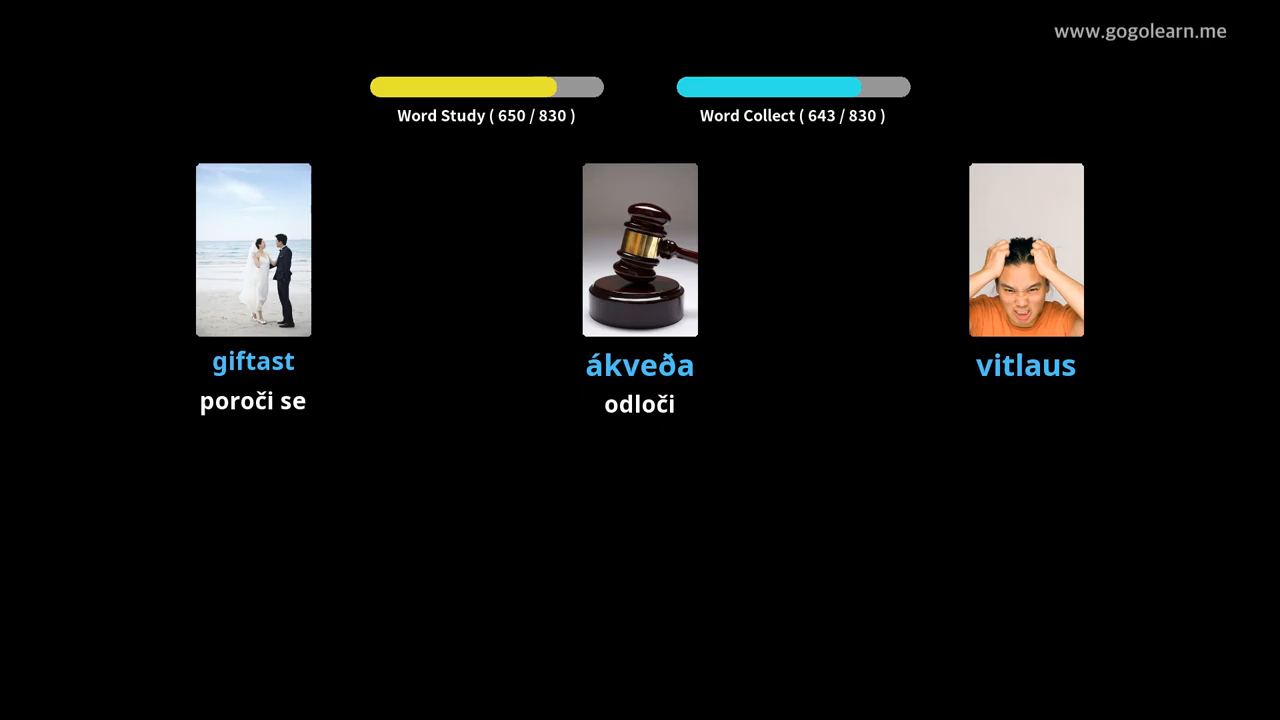 www.gogolearn.me
Word Study ( 650 / 830 )
Word Collect ( 643 / 830 )
giftast
ákveða
vitlaus
poroči se
odloči